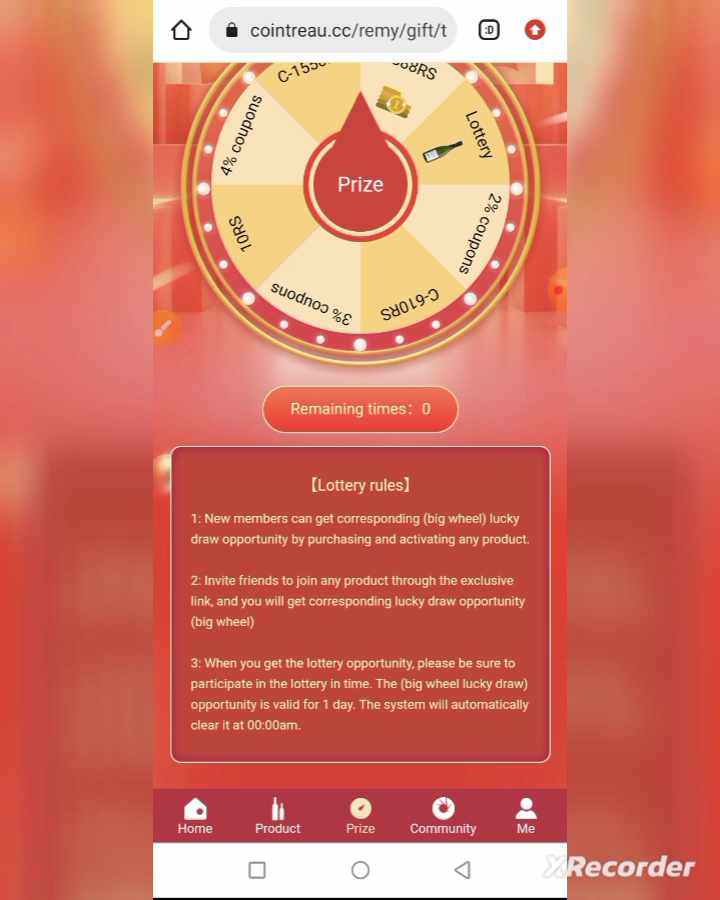 cointreau.cc/remy/gift/t
:D
4% coupons
Lottery
Prize
2% coupons
10RS
3% coupons
C-610RS
Remaining times: 0
【Lottery rules】
1: New members can get corresponding (big wheel) lucky
draw opportunity by purchasing and activating any product.
2: Invite friends to join any product through the exclusive
link, and you will get corresponding lucky draw opportunity
(big wheel)
3: When you get the lottery opportunity, please be sure to
participate in the lottery in time. The (big wheel lucky draw)
opportunity is valid for 1 day. The system will automatically
clear it at 00:00am.
Home Product Prize Community Me
XRecorder